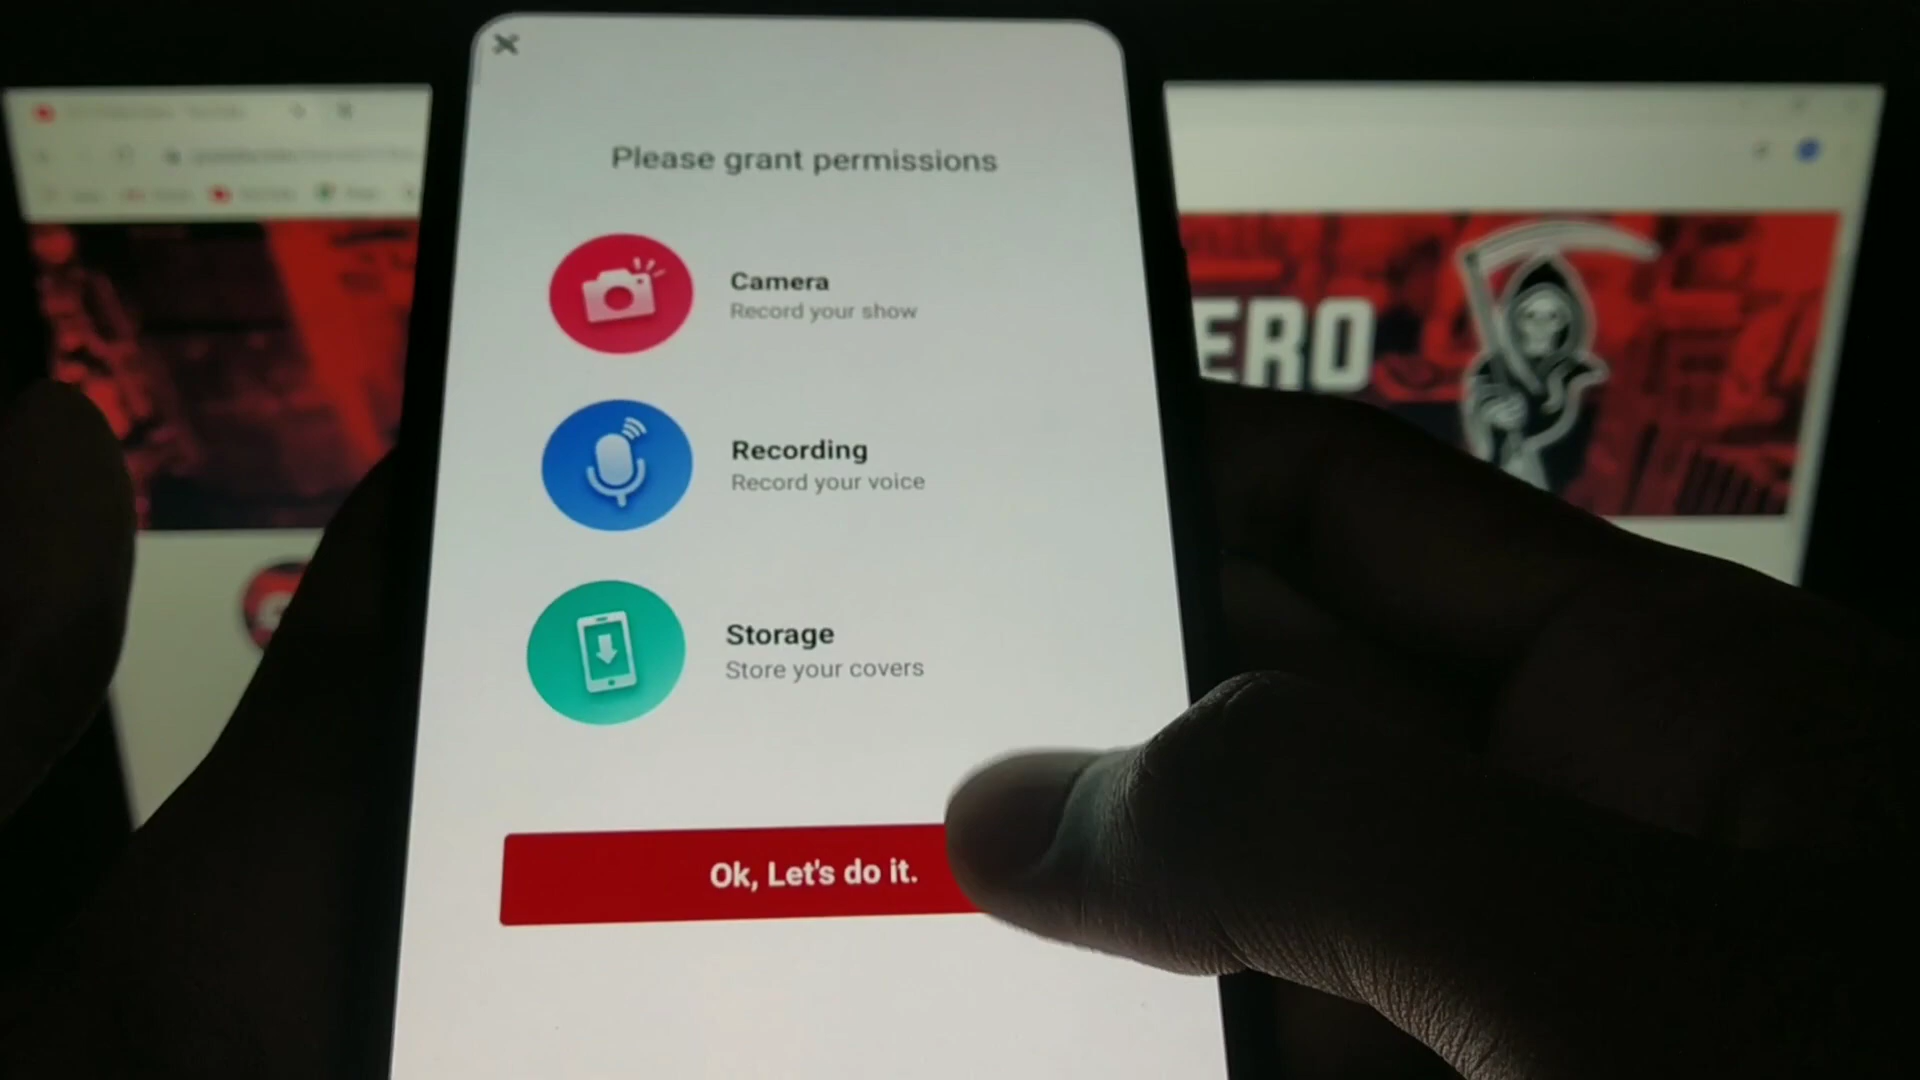 Please grant permissions
Camera
Record your show
Recording
Record your voice
Storage
Store your covers
Ok, Let's do it.
ERO